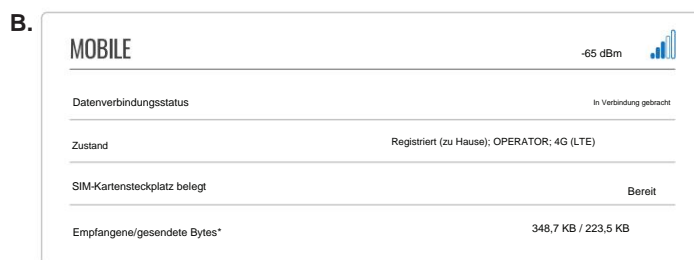 B.
MOBILE -65 dBm
Datenverbindungsstatus In Verbindung gebracht
Zustand Registriert (zu Hause); OPERATOR; 4G (LTE)
SIM-Kartensteckplatz belegt Bereit
Empfangene/gesendete Bytes* 348,7 KB / 223,5 KB